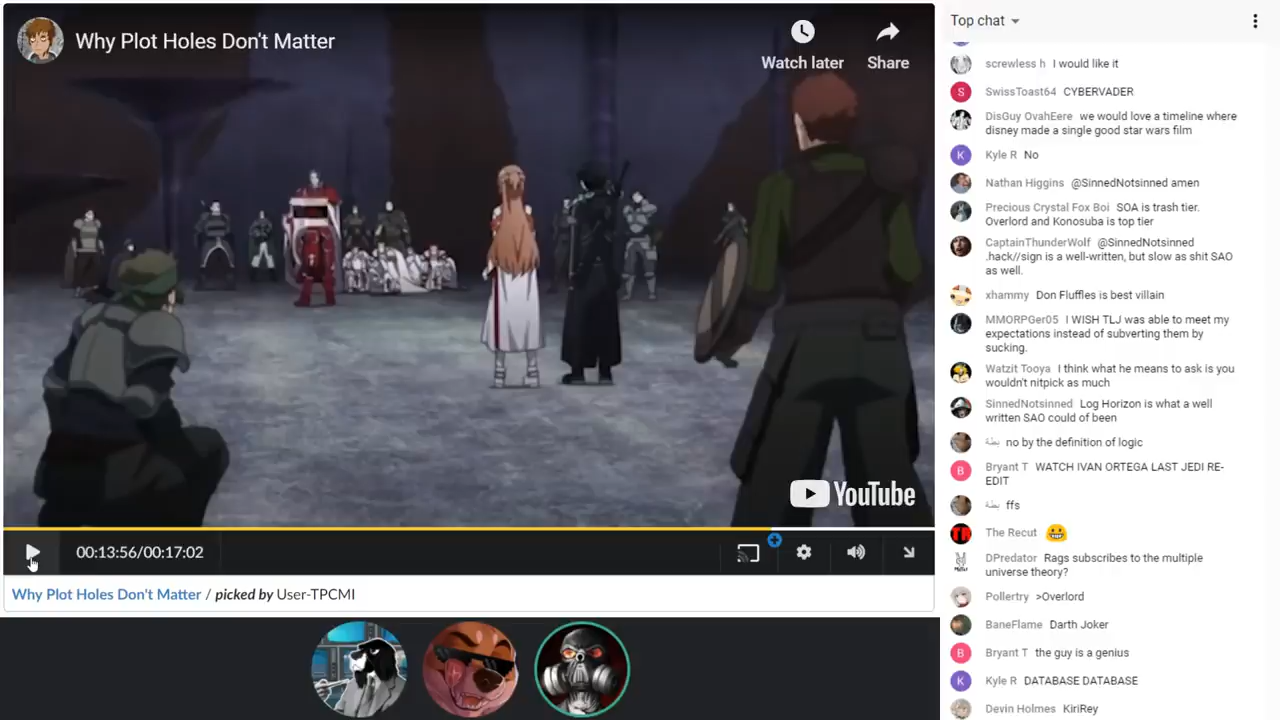 Why Plot Holes Don't Matter
Watch later
Share
YouTube
00:13:56/00:17:02
Why Plot Holes Don't Matter / picked by User-TPCMI
Top chat
screwless h I would like it
S
SwissToast64 CYBERVADER
DisGuy OvahEere we would love a timeline where
disney made a single good star wars film
K
Kyle R No
Nathan Higgins @SinnedNotsinned amen
Precious Crystal Fox Boi SOA is trash tier.
Overlord and Konosuba is top tier
CaptainThunderWolf @SinnedNotsinned
.hack//sign is a well-written, but slow as shit SAO
as well.
xhammy Don Fluffles is best villain
MMORPGer05 I WISH TLJ was able to meet my
expectations instead of subverting them by
sucking.
Watzit Tooya I think what he means to ask is you
wouldn't nitpick as much
SinnedNotsinned Log Horizon is what a well
written SAO could of been
بطة no by the definition of logic
B
Bryant T WATCH IVAN ORTEGA LAST JEDI RE-
EDIT
بطة ffs
TR
The Recut
DPredator Rags subscribes to the multiple
universe theory?
Pollertry >Overlord
BaneFlame Darth Joker
B
Bryant T the guy is a genius
K
Kyle R DATABASE DATABASE
Devin Holmes KiriRey